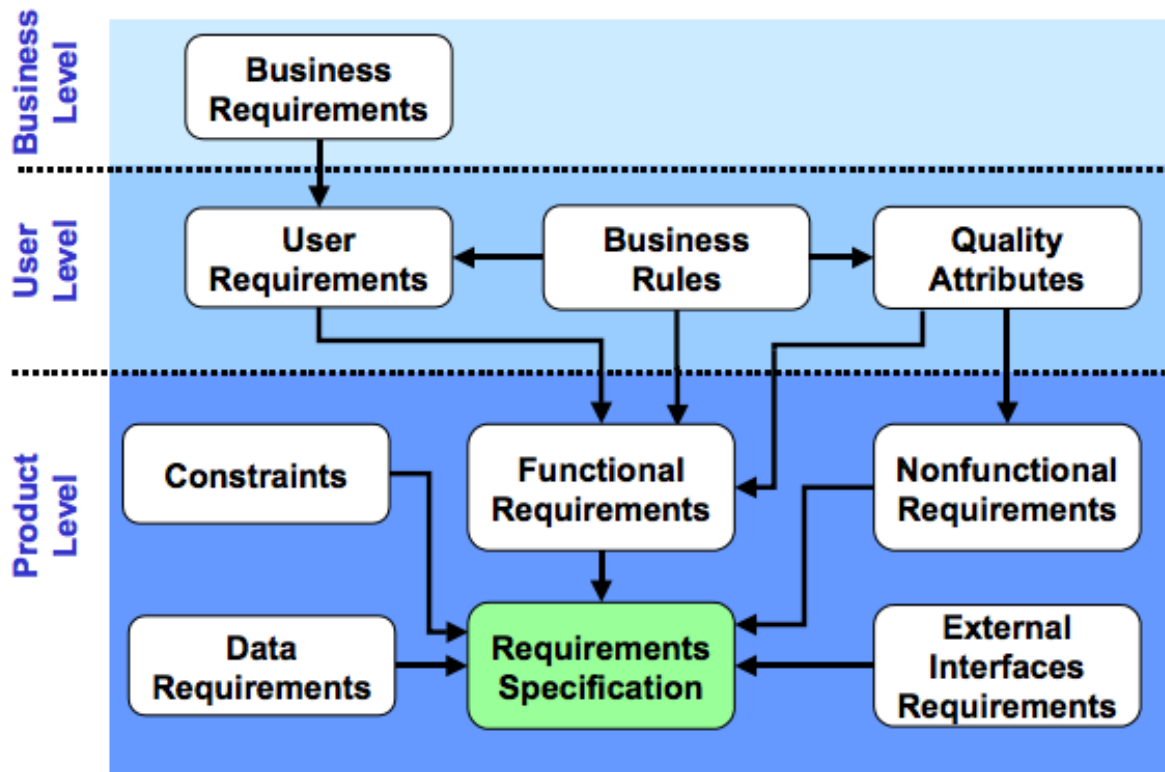 Business
Level
Business
Requirements
User
Level
User
Requirements
Business
Rules
Quality
Attributes
Product
Level
Constraints
Functional
Requirements
Nonfunctional
Requirements
Data
Requirements
Requirements
Specification
External
Interfaces
Requirements